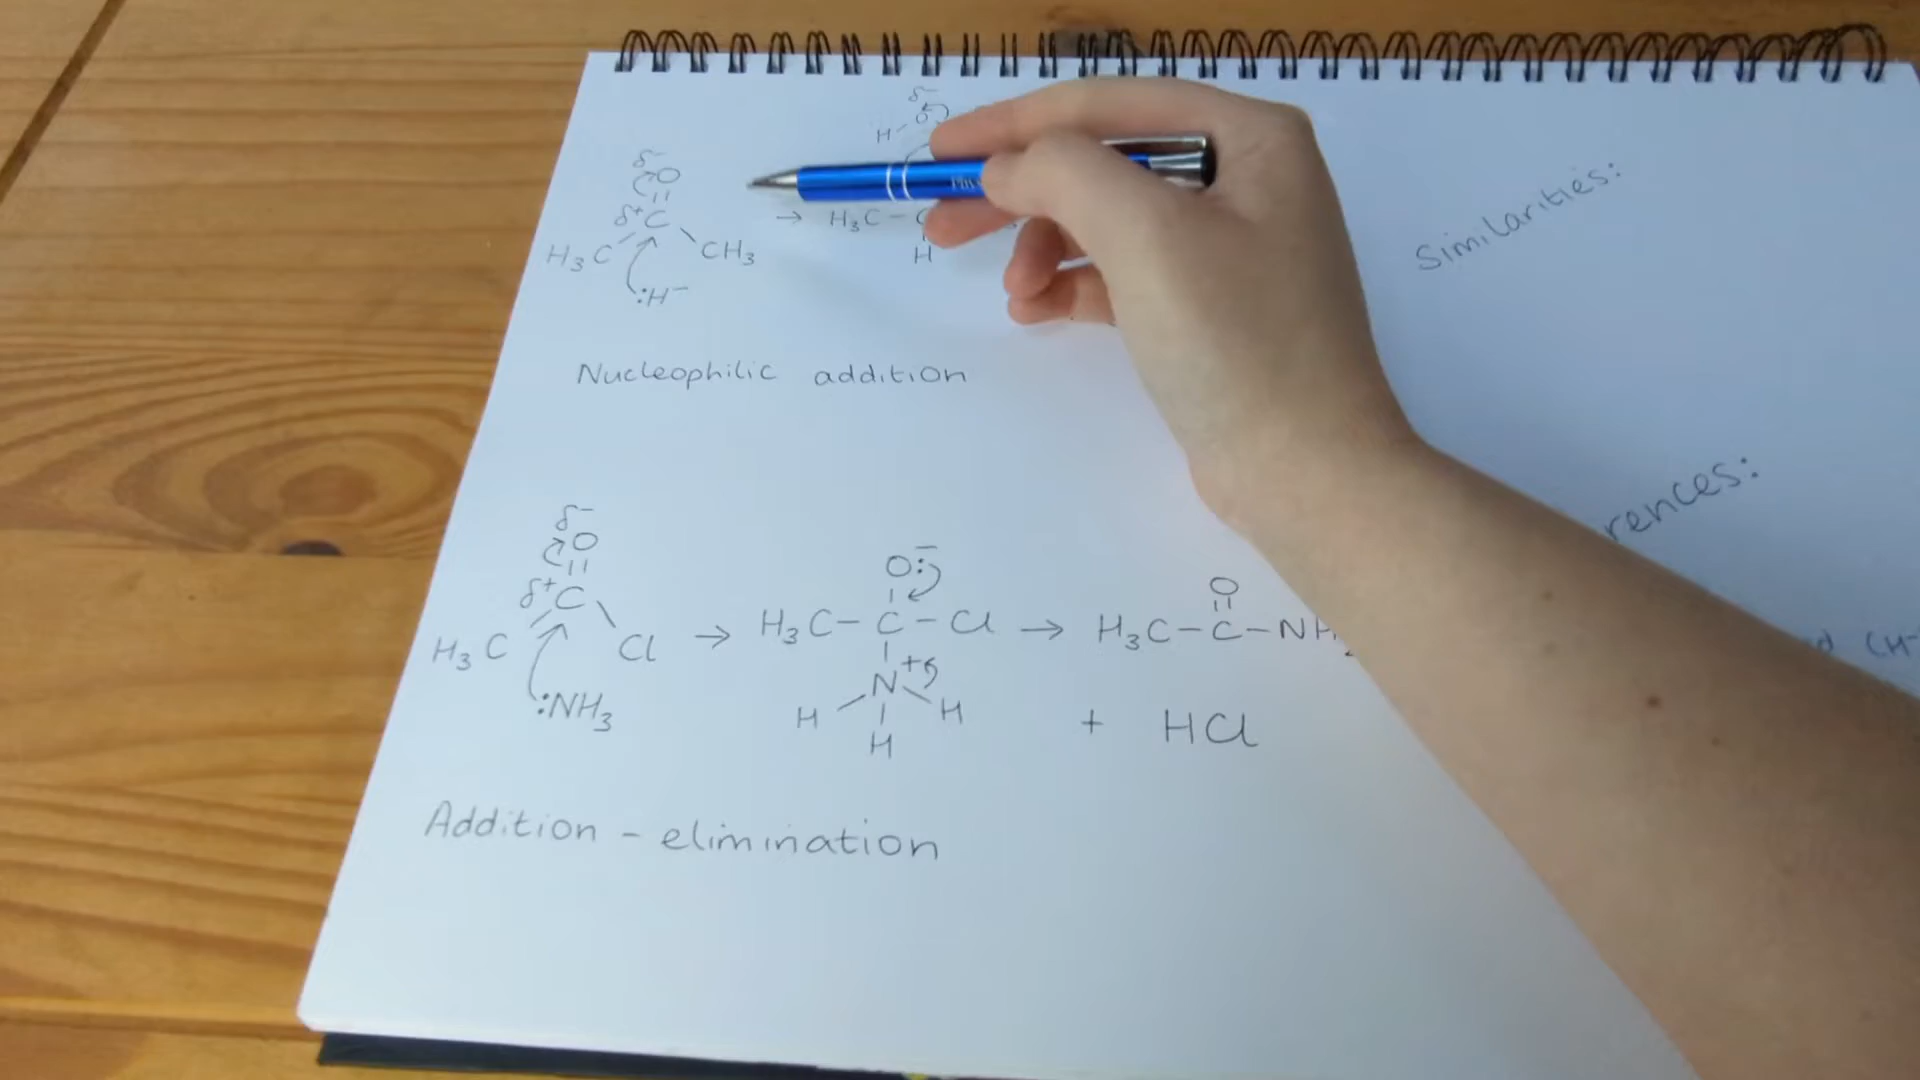 δ-
H
δ-
O
δ+ C
H3C CH3
:H-
→ H3C - C
H
Nucleophilic addition
Similarities:
rences:
δ-
O
δ+ C
H3C Cl
:NH3
→
O:-
H3C - C - Cl
N+
H H
H
→
O
H3C - C - NH
+ HCl
Addition - elimination
(H-